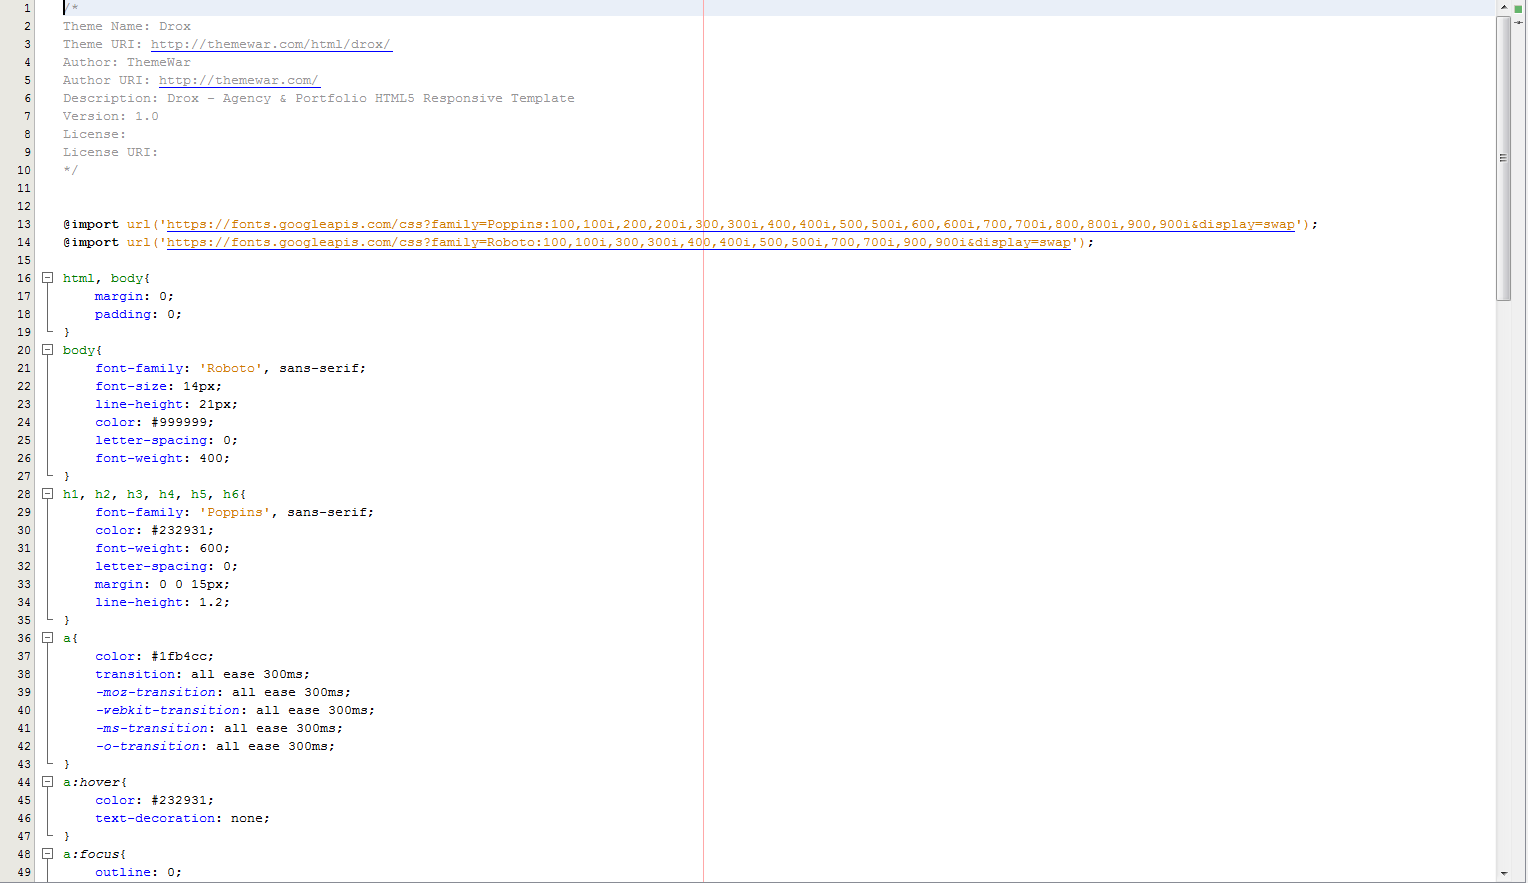 1 /*
2 Theme Name: Drox
3 Theme URI: http://themewar.com/html/drox/
4 Author: ThemeWar
5 Author URI: http://themewar.com/
6 Description: Drox - Agency & Portfolio HTML5 Responsive Template
7 Version: 1.0
8 License:
9 License URI:
10 */
11
12
13 @import url('https://fonts.googleapis.com/css?family=Poppins:100,100i,200,200i,300,300i,400,400i,500,500i,600,600i,700,700i,800,800i,900,900i&display=swap');
14 @import url('https://fonts.googleapis.com/css?family=Roboto:100,100i,300,300i,400,400i,500,500i,700,700i,900,900i&display=swap');
15
16 html, body{
17     margin: 0;
18     padding: 0;
19 }
20 body{
21     font-family: 'Roboto', sans-serif;
22     font-size: 14px;
23     line-height: 21px;
24     color: #999999;
25     letter-spacing: 0;
26     font-weight: 400;
27 }
28 h1, h2, h3, h4, h5, h6{
29     font-family: 'Poppins', sans-serif;
30     color: #232931;
31     font-weight: 600;
32     letter-spacing: 0;
33     margin: 0 0 15px;
34     line-height: 1.2;
35 }
36 a{
37     color: #1fb4cc;
38     transition: all ease 300ms;
39     -moz-transition: all ease 300ms;
40     -webkit-transition: all ease 300ms;
41     -ms-transition: all ease 300ms;
42     -o-transition: all ease 300ms;
43 }
44 a:hover{
45     color: #232931;
46     text-decoration: none;
47 }
48 a:focus{
49     outline: 0;